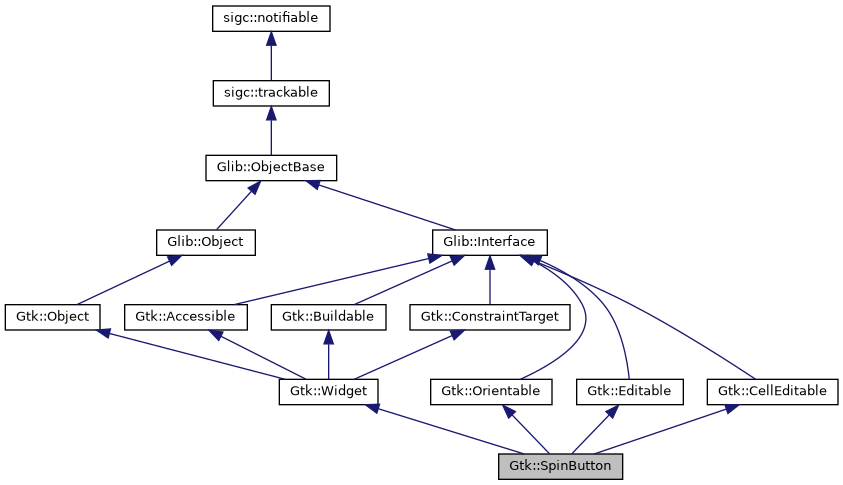 sigc::notifiable
sigc::trackable
Glib::ObjectBase
Glib::Object
Glib::Interface
Gtk::Object
Gtk::Accessible
Gtk::Buildable
Gtk::ConstraintTarget
Gtk::Widget
Gtk::Orientable
Gtk::Editable
Gtk::CellEditable
Gtk::SpinButton